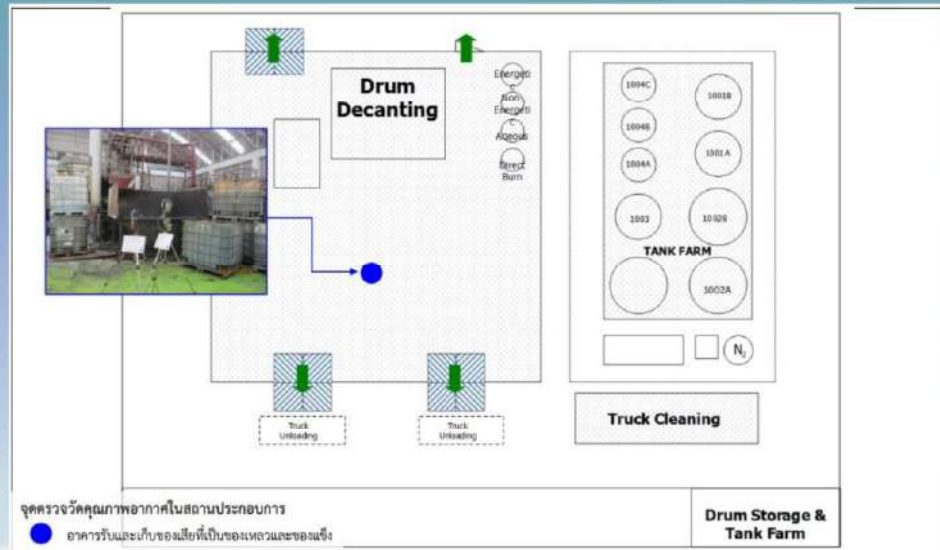 Drum
Decanting
Energeti
c
Non
Energeti
c
Aqeous
Direct
Burn
1004C
1001B
1004B
1001A
1004A
1003
1002B
TANK FARM
1002A
N₂
Truck
Unloading
Truck
Unloading
Truck Cleaning
จุดตรวจวัดคุณภาพอากาศในสถานประกอบการ
อาคารรับและเก็บของเสียที่เป็นของเหลวและของแข็ง
Drum Storage &
Tank Farm